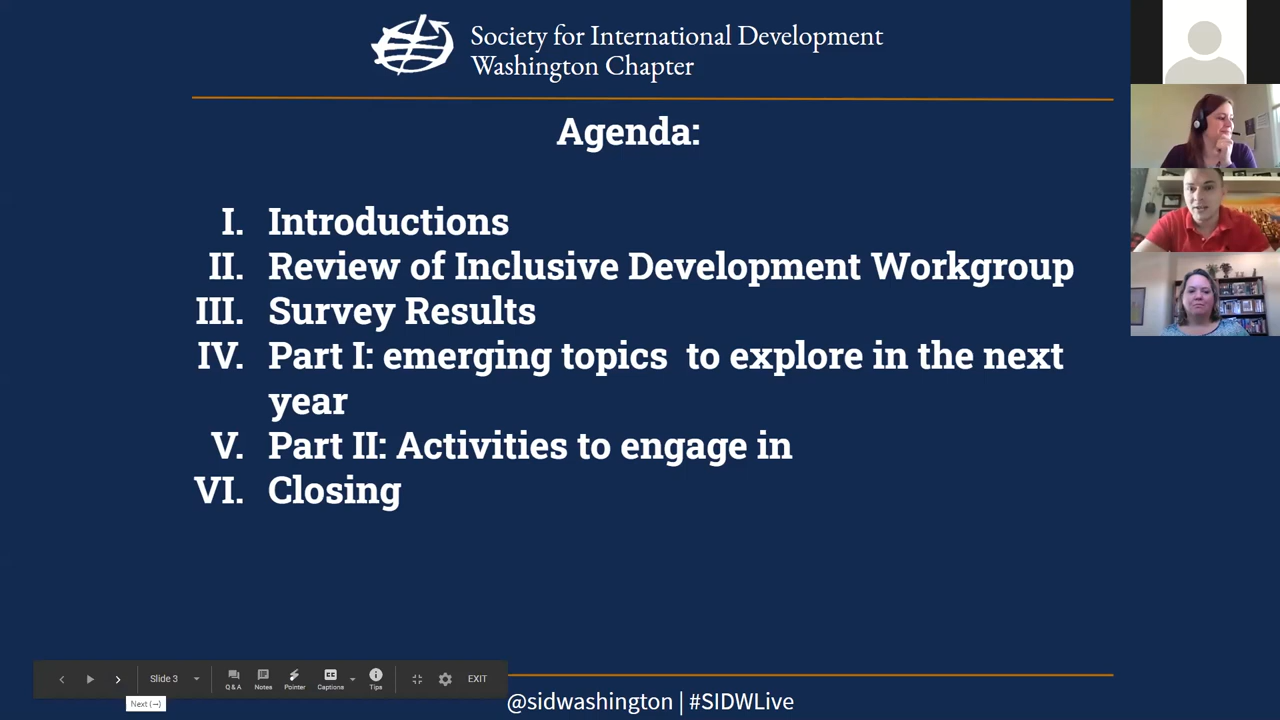 Society for International Development
Washington Chapter
Agenda:
I. Introductions
II. Review of Inclusive Development Workgroup
III. Survey Results
IV. Part I: emerging topics  to explore in the next
year
V. Part II: Activities to engage in
VI. Closing
Slide 3
Q & A
Notes
Pointer
CC
Captions
Tips
EXIT
Next (→)
@sidwashington | #SIDWLive